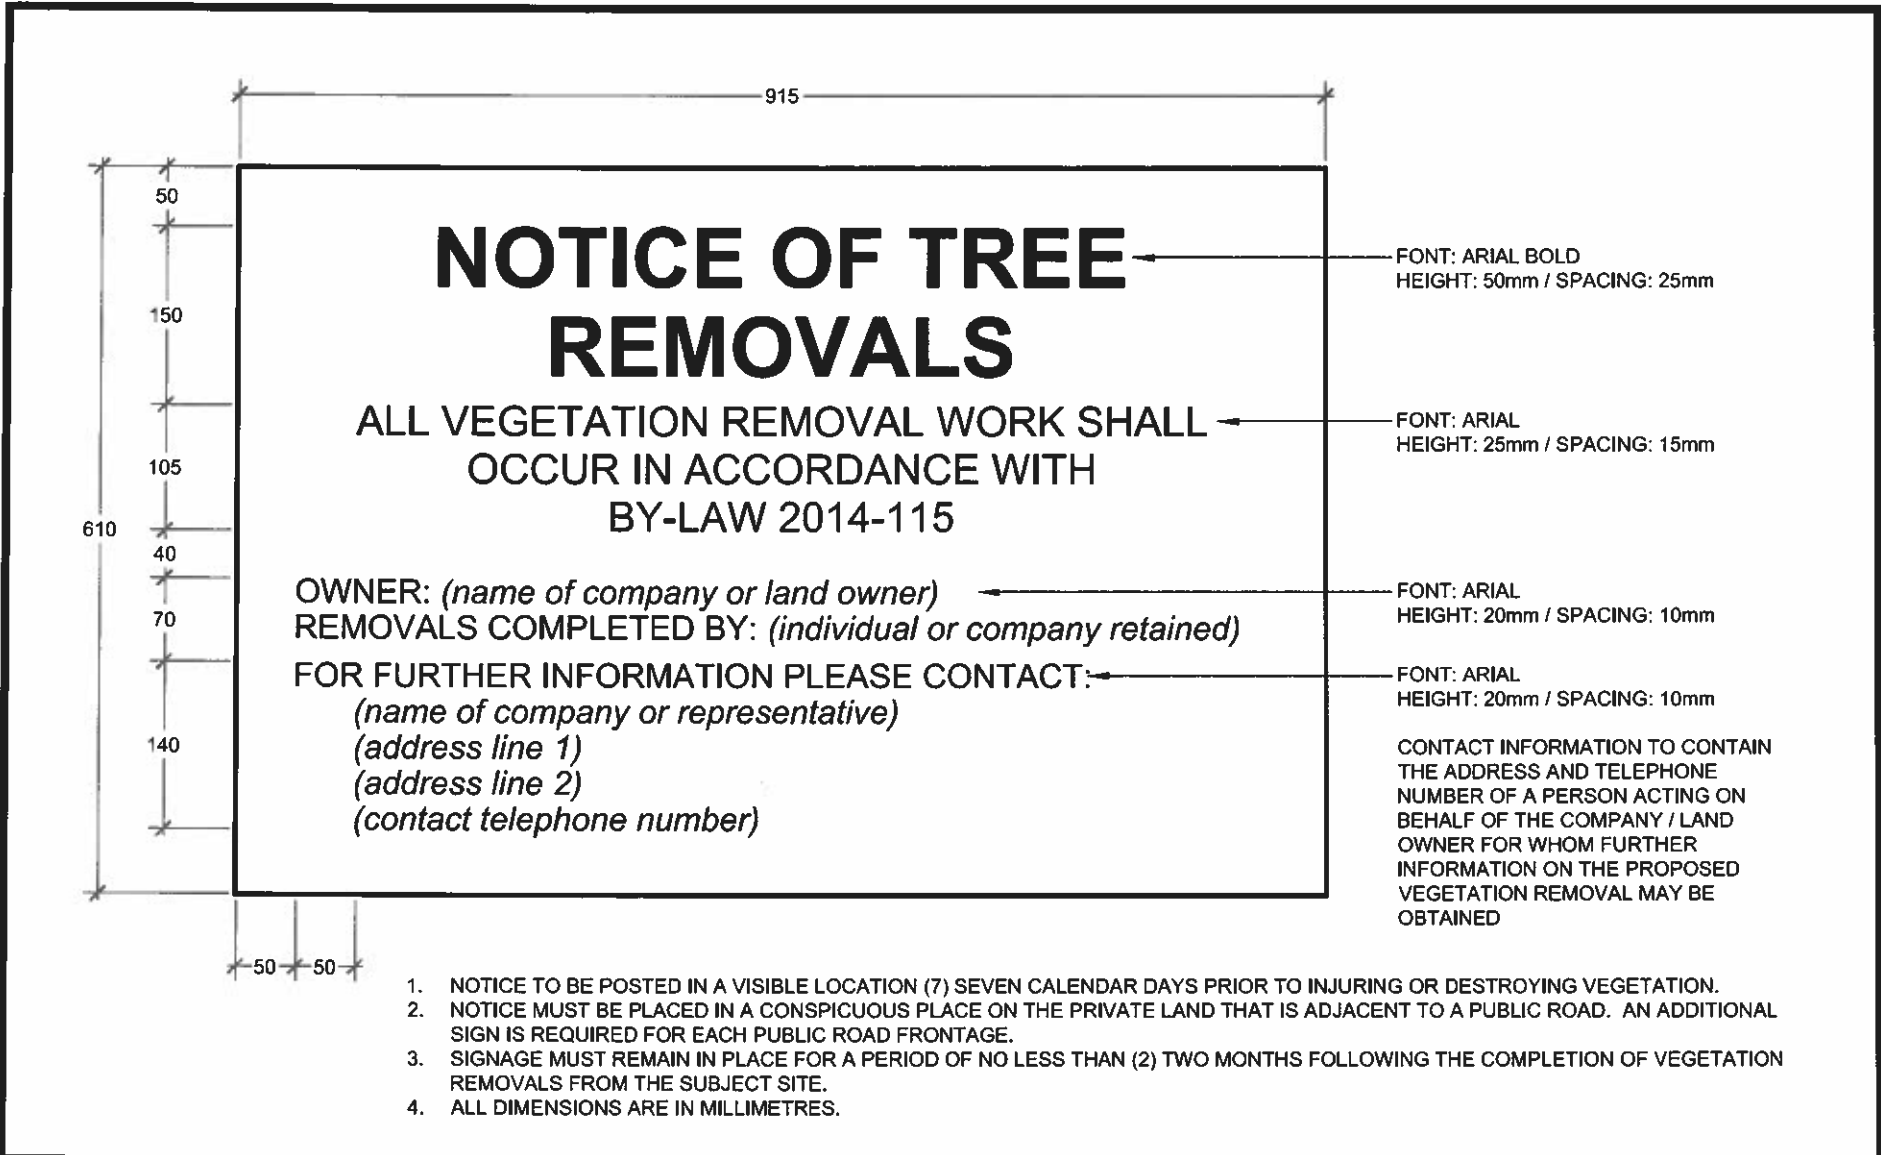 915
50
150
105
610
40
70
140
50
50
NOTICE OF TREE
REMOVALS
ALL VEGETATION REMOVAL WORK SHALL
OCCUR IN ACCORDANCE WITH
BY-LAW 2014-115
OWNER: (name of company or land owner)
REMOVALS COMPLETED BY: (individual or company retained)
FOR FURTHER INFORMATION PLEASE CONTACT:
(name of company or representative)
(address line 1)
(address line 2)
(contact telephone number)
FONT: ARIAL BOLD
HEIGHT: 50mm / SPACING: 25mm
FONT: ARIAL
HEIGHT: 25mm / SPACING: 15mm
FONT: ARIAL
HEIGHT: 20mm / SPACING: 10mm
FONT: ARIAL
HEIGHT: 20mm / SPACING: 10mm
CONTACT INFORMATION TO CONTAIN
THE ADDRESS AND TELEPHONE
NUMBER OF A PERSON ACTING ON
BEHALF OF THE COMPANY / LAND
OWNER FOR WHOM FURTHER
INFORMATION ON THE PROPOSED
VEGETATION REMOVAL MAY BE
OBTAINED
1. NOTICE TO BE POSTED IN A VISIBLE LOCATION (7) SEVEN CALENDAR DAYS PRIOR TO INJURING OR DESTROYING VEGETATION.
2. NOTICE MUST BE PLACED IN A CONSPICUOUS PLACE ON THE PRIVATE LAND THAT IS ADJACENT TO A PUBLIC ROAD. AN ADDITIONAL
SIGN IS REQUIRED FOR EACH PUBLIC ROAD FRONTAGE.
3. SIGNAGE MUST REMAIN IN PLACE FOR A PERIOD OF NO LESS THAN (2) TWO MONTHS FOLLOWING THE COMPLETION OF VEGETATION
REMOVALS FROM THE SUBJECT SITE.
4. ALL DIMENSIONS ARE IN MILLIMETRES.